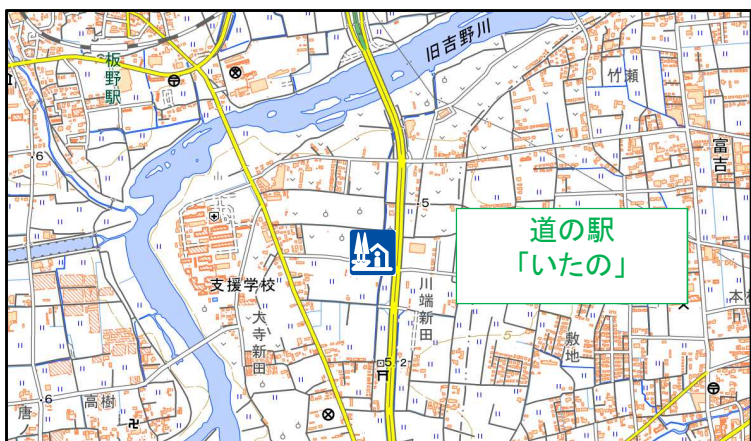 旧吉野川
板野駅
竹瀬
富吉
.6
.5
道の駅
「いたの」
支援学校
川端新田
大寺新田
5
敷地
5.2
.6
高樹
唐